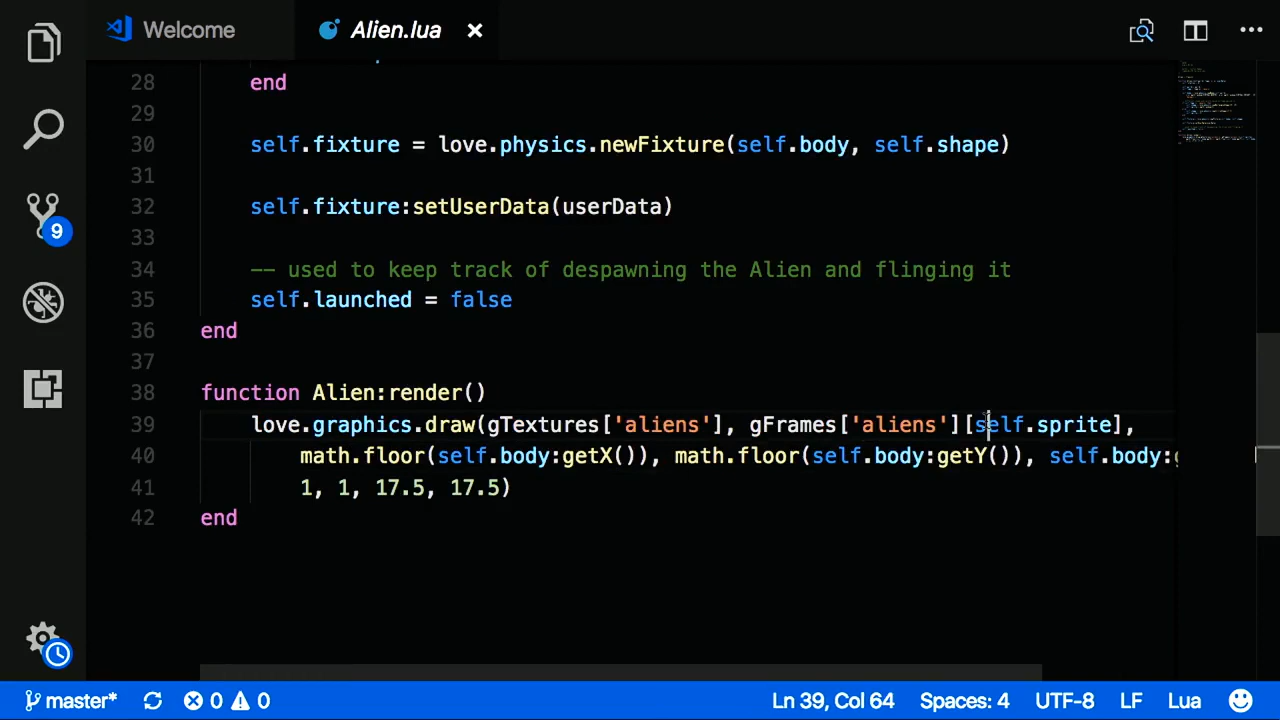 Welcome
Alien.lua
28 end
29
30 self.fixture = love.physics.newFixture(self.body, self.shape)
31
32 self.fixture:setUserData(userData)
33
34 -- used to keep track of despawning the Alien and flinging it
35 self.launched = false
36 end
37
38 function Alien:render()
39 love.graphics.draw(gTextures['aliens'], gFrames['aliens'][self.sprite],
40 math.floor(self.body:getX()), math.floor(self.body:getY()), self.body:
41 1, 1, 17.5, 17.5)
42 end
9
master* 0 0 Ln 39, Col 64 Spaces: 4 UTF-8 LF Lua